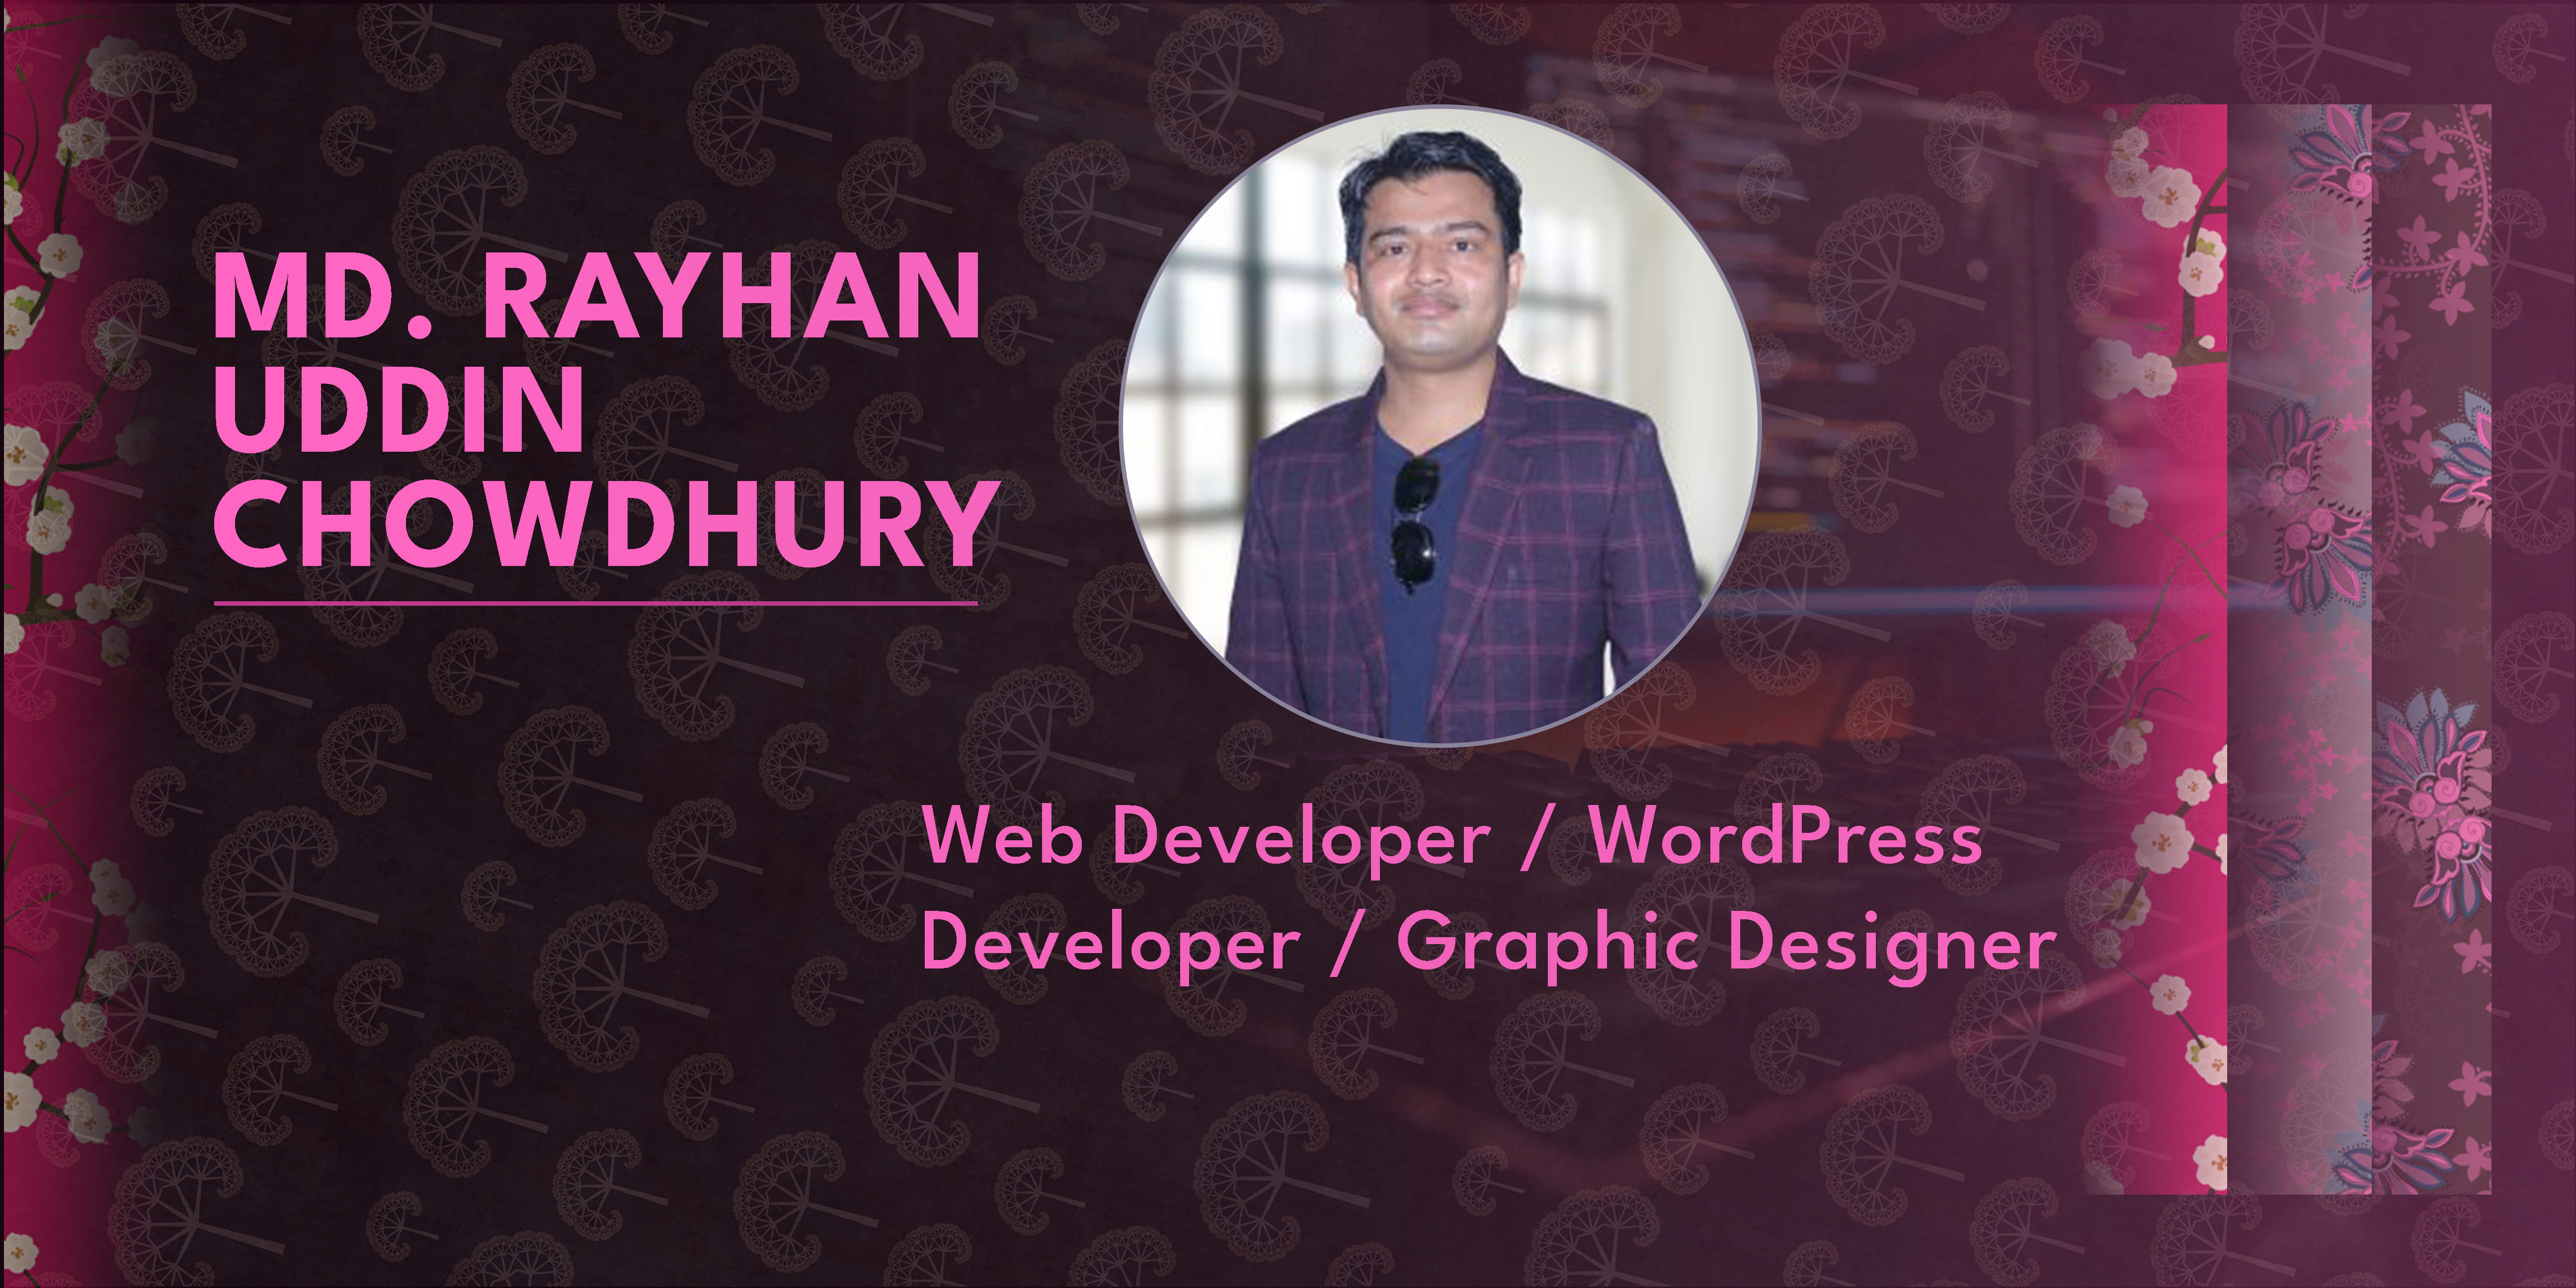 MD. RAYHAN
UDDIN
CHOWDHURY
Web Developer / WordPress
Developer / Graphic Designer